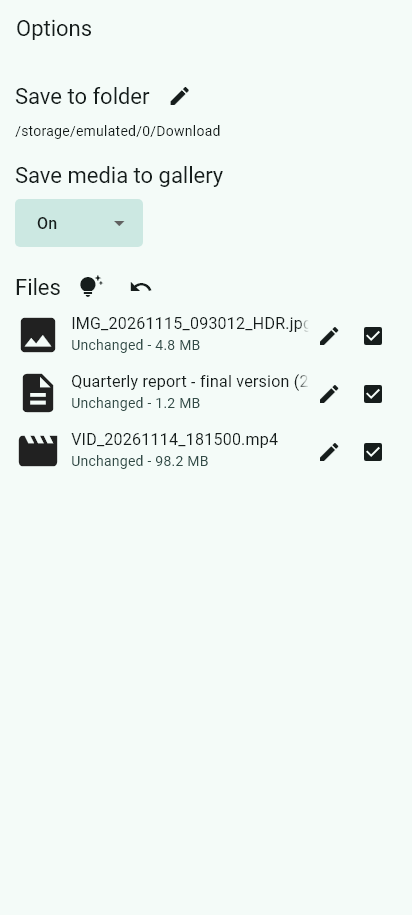 Options
Save to folder
/storage/emulated/0/Download
Save media to gallery
On
Files
IMG_20261115_093012_HDR.jpg
Unchanged - 4.8 MB
Quarterly report - final version (2
Unchanged - 1.2 MB
VID_20261114_181500.mp4
Unchanged - 98.2 MB